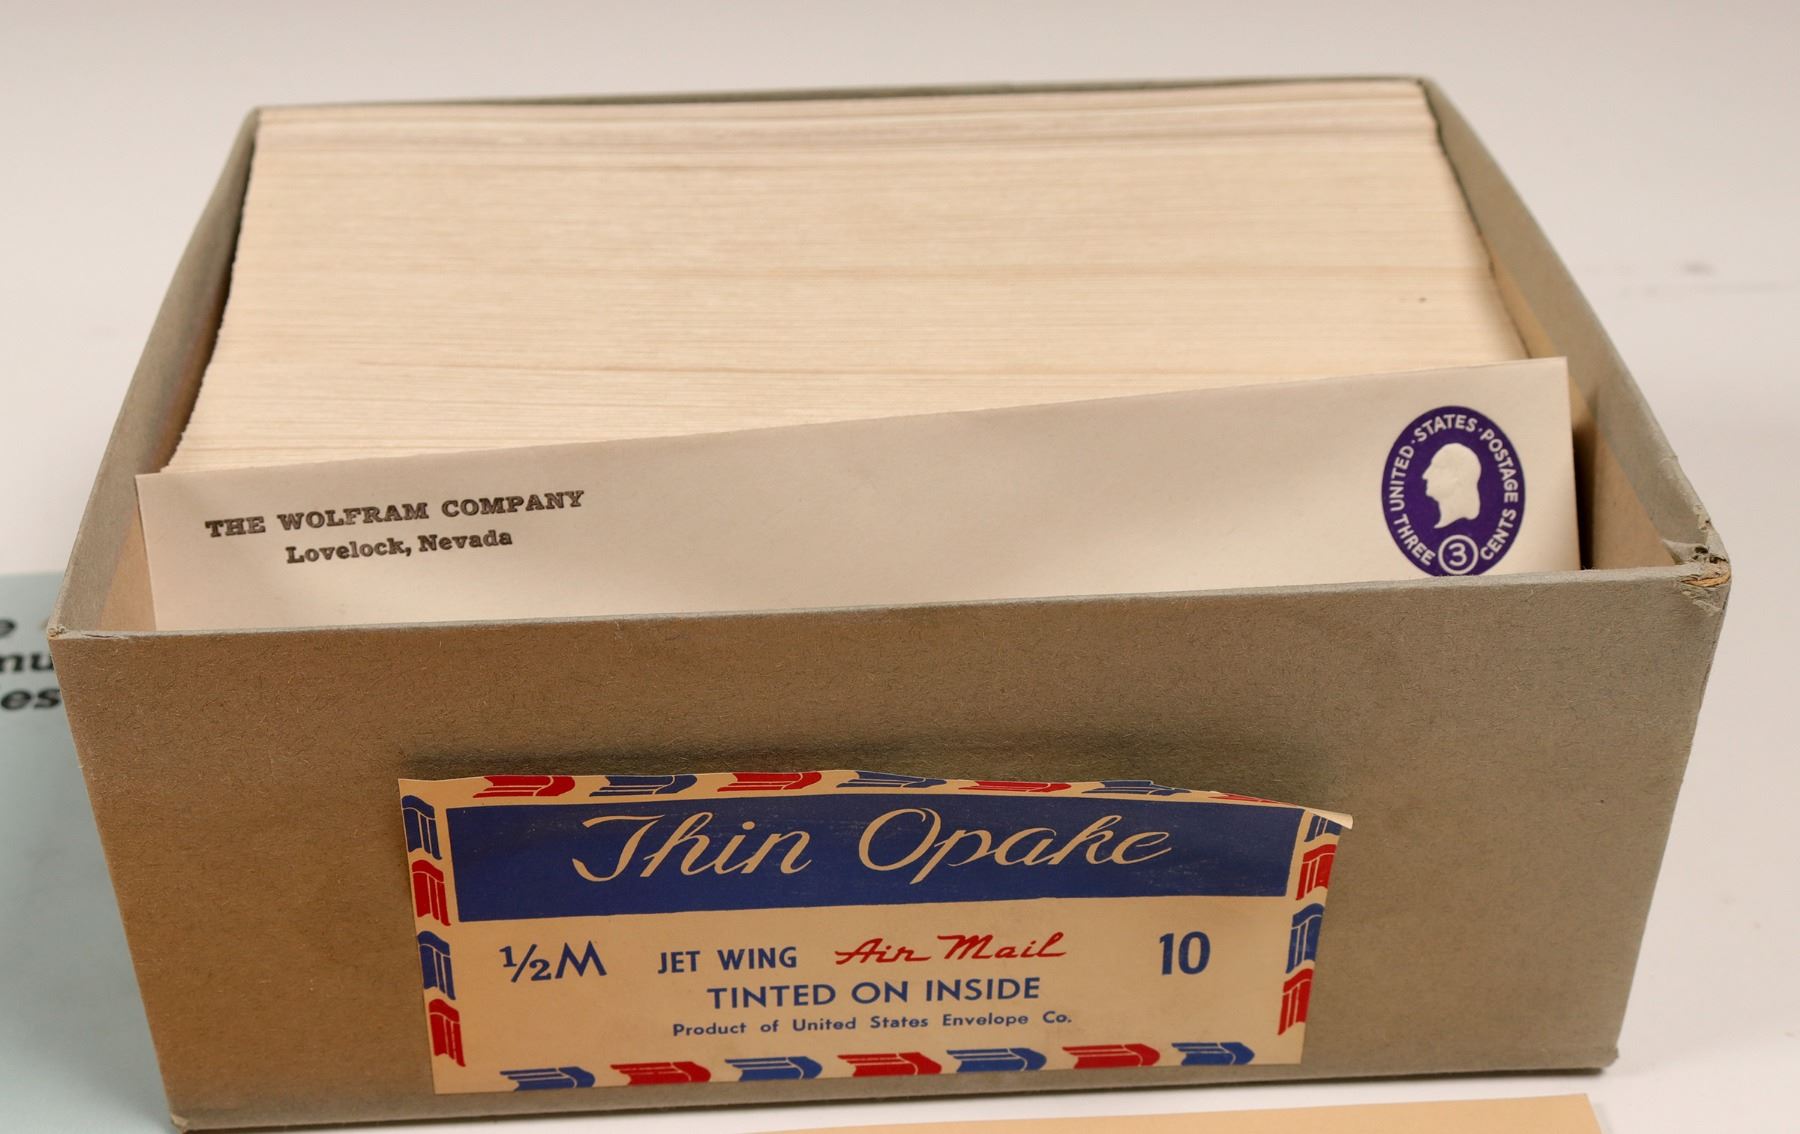 THE WOLFRAM COMPANY
Lovelock, Nevada
UNITED·STATES·POSTAGE
THREE 3 CENTS
Thin Opake
½M JET WING Air Mail 10
TINTED ON INSIDE
Product of United States Envelope Co.